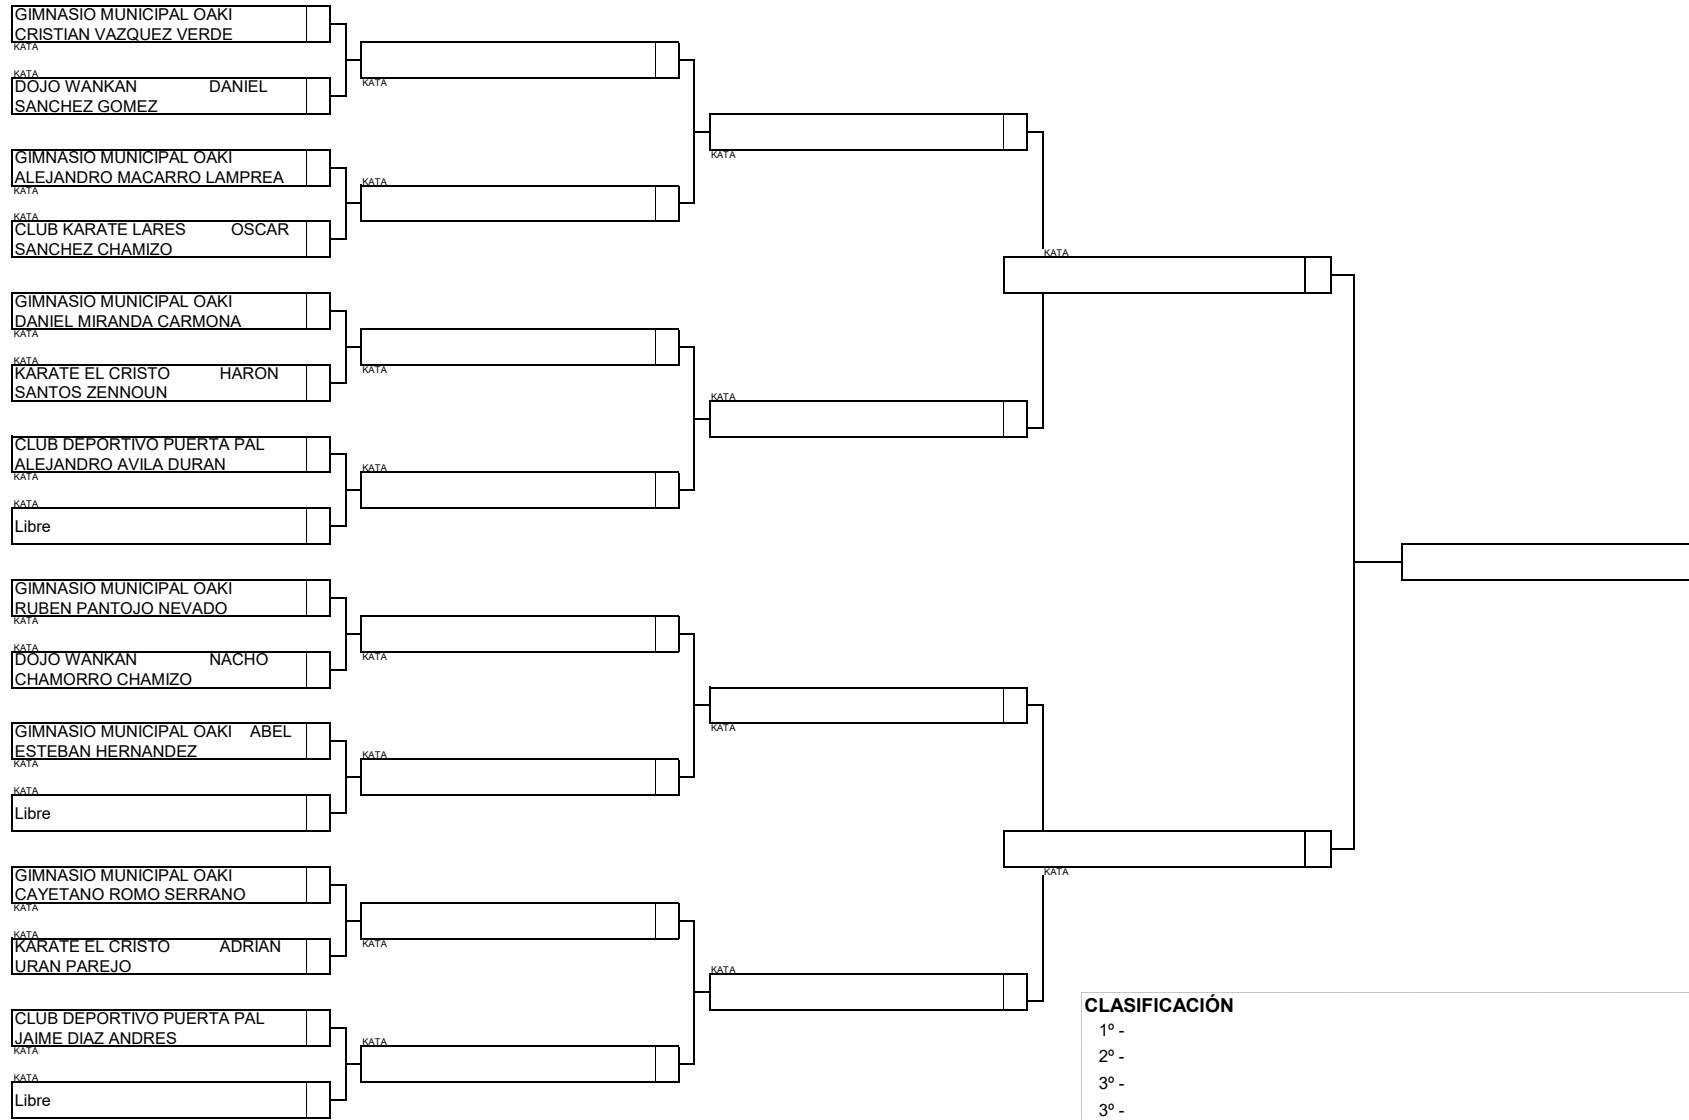 GIMNASIO MUNICIPAL OAKI
CRISTIAN VAZQUEZ VERDE
KATA
KATA
DOJO WANKAN DANIEL
SANCHEZ GOMEZ
KATA
GIMNASIO MUNICIPAL OAKI
ALEJANDRO MACARRO LAMPREA
KATA
KATA
CLUB KARATE LARES OSCAR
SANCHEZ CHAMIZO
KATA
KATA
GIMNASIO MUNICIPAL OAKI
DANIEL MIRANDA CARMONA
KATA
KATA
KARATE EL CRISTO HARON
SANTOS ZENNOUN
KATA
CLUB DEPORTIVO PUERTA PAL
ALEJANDRO AVILA DURAN
KATA
KATA
Libre
KATA
KATA
KATA
GIMNASIO MUNICIPAL OAKI
RUBEN PANTOJO NEVADO
KATA
KATA
DOJO WANKAN NACHO
CHAMORRO CHAMIZO
KATA
GIMNASIO MUNICIPAL OAKI ABEL
ESTEBAN HERNANDEZ
KATA
KATA
Libre
KATA
KATA
GIMNASIO MUNICIPAL OAKI
CAYETANO ROMO SERRANO
KATA
KATA
KARATE EL CRISTO ADRIAN
URAN PAREJO
KATA
CLUB DEPORTIVO PUERTA PAL
JAIME DIAZ ANDRES
KATA
KATA
Libre
KATA
KATA
KATA
CLASIFICACIÓN
1º -
2º -
3º -
3º -